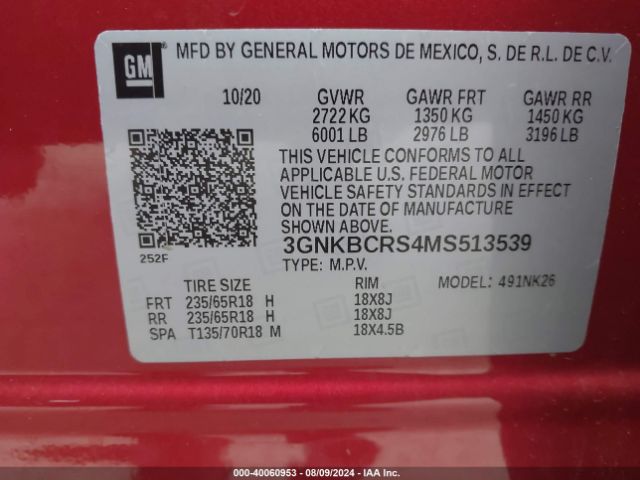 GM
MFD BY GENERAL MOTORS DE MEXICO, S. DE R.L. DE C.V.
10/20 GVWR GAWR FRT GAWR RR
2722 KG 1350 KG 1450 KG
6001 LB 2976 LB 3196 LB
THIS VEHICLE CONFORMS TO ALL
APPLICABLE U.S. FEDERAL MOTOR
VEHICLE SAFETY STANDARDS IN EFFECT
ON THE DATE OF MANUFACTURE
SHOWN ABOVE.
3GNKBCRS4MS513539
252F
TYPE: M.P.V.
TIRE SIZE RIM MODEL: 491NK26
FRT 235/65R18 H 18X8J
RR 235/65R18 H 18X8J
SPA T135/70R18 M 18X4.5B
Stock No: 40060953 - 08/09/2024 - IAA Inc.